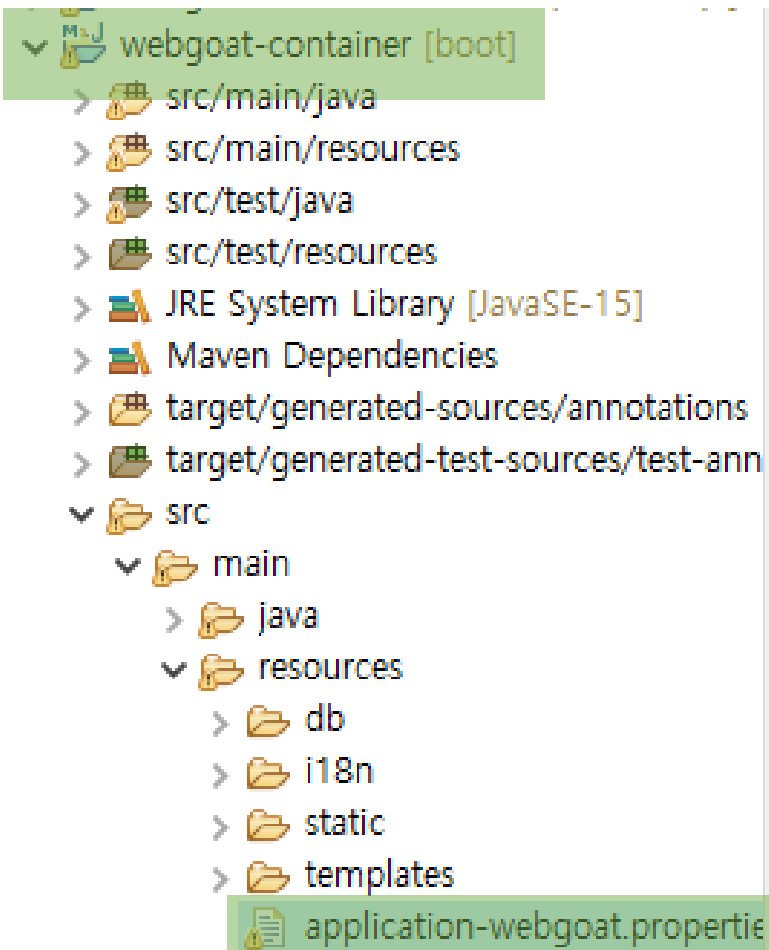 webgoat-container [boot]
src/main/java
src/main/resources
src/test/java
src/test/resources
JRE System Library [JavaSE-15]
Maven Dependencies
target/generated-sources/annotations
target/generated-test-sources/test-ann
src
main
java
resources
db
i18n
static
templates
application-webgoat.propertie